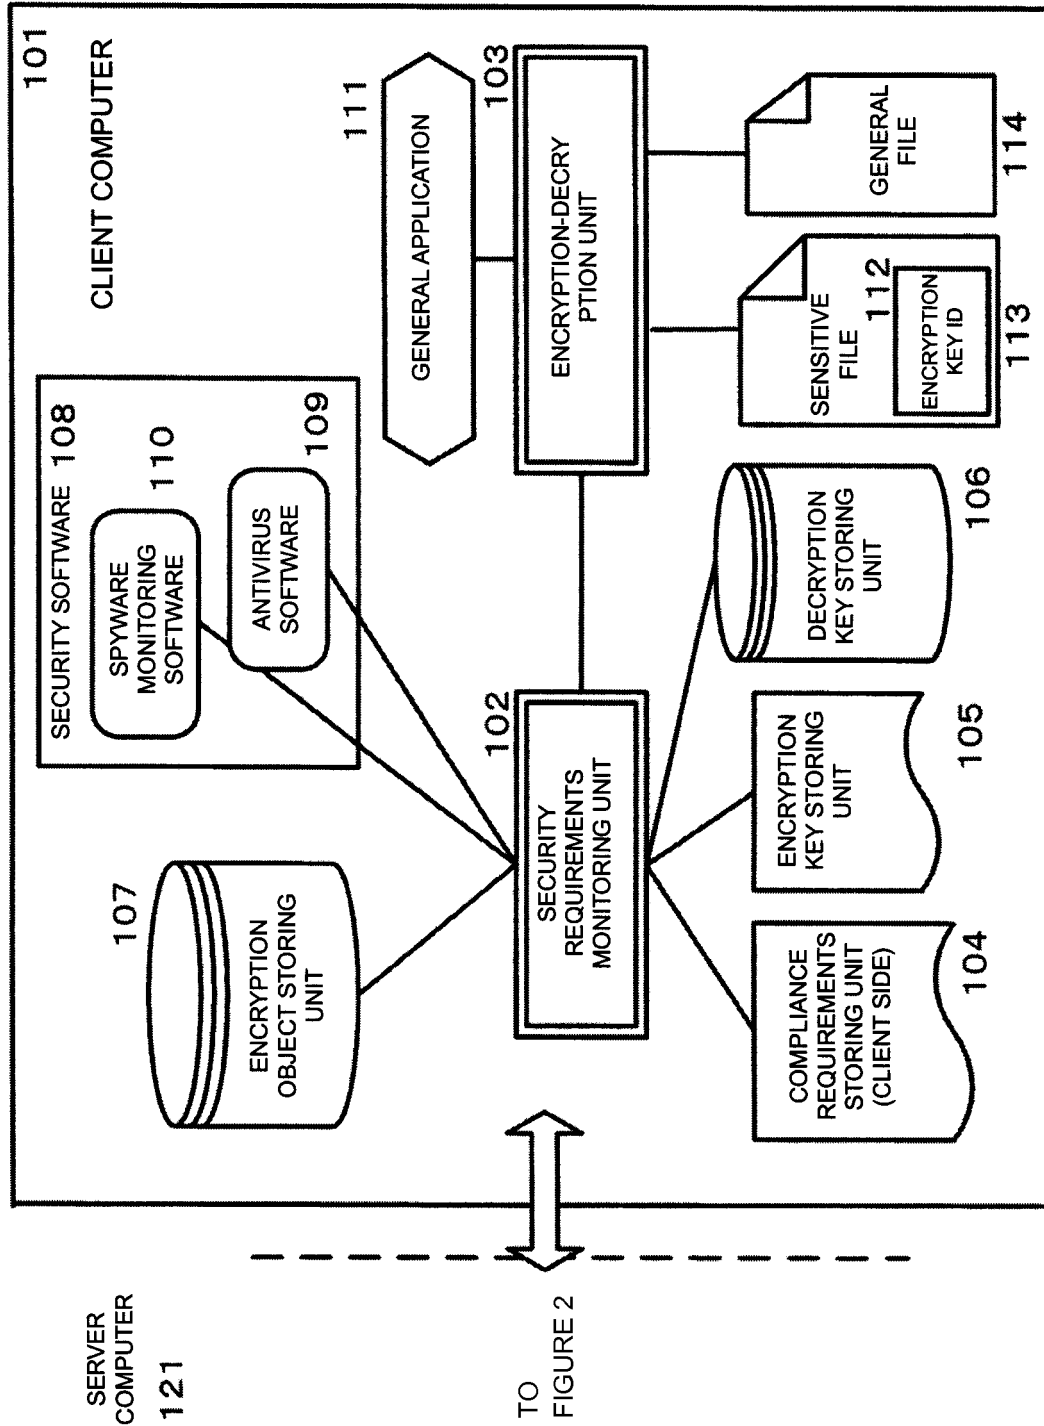 101
CLIENT COMPUTER
SERVER
COMPUTER
121
TO
FIGURE 2
107
ENCRYPTION
OBJECT STORING
UNIT
SECURITY SOFTWARE 108
110
SPYWARE
MONITORING
SOFTWARE
109
ANTIVIRUS
SOFTWARE
111
GENERAL APPLICATION
102
SECURITY
REQUIREMENTS
MONITORING UNIT
103
ENCRYPTION-DECRY
PTION UNIT
COMPLIANCE
REQUIREMENTS
STORING UNIT
(CLIENT SIDE)
104
ENCRYPTION
KEY STORING
UNIT
105
DECRYPTION
KEY STORING
UNIT
106
SENSITIVE
FILE
112
ENCRYPTION
KEY ID
113
GENERAL
FILE
114